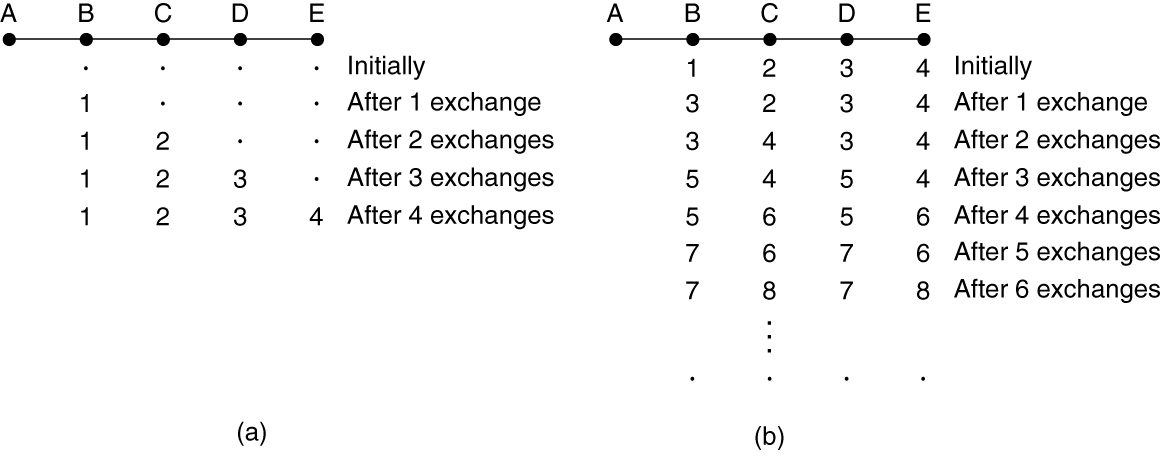 A B C D E
. . . . Initially
1 . . . After 1 exchange
1 2 . . After 2 exchanges
1 2 3 . After 3 exchanges
1 2 3 4 After 4 exchanges
(a)
A B C D E
1 2 3 4 Initially
3 2 3 4 After 1 exchange
3 4 3 4 After 2 exchanges
5 4 5 4 After 3 exchanges
5 6 5 6 After 4 exchanges
7 6 7 6 After 5 exchanges
7 8 7 8 After 6 exchanges
⋮
. . . .
(b)